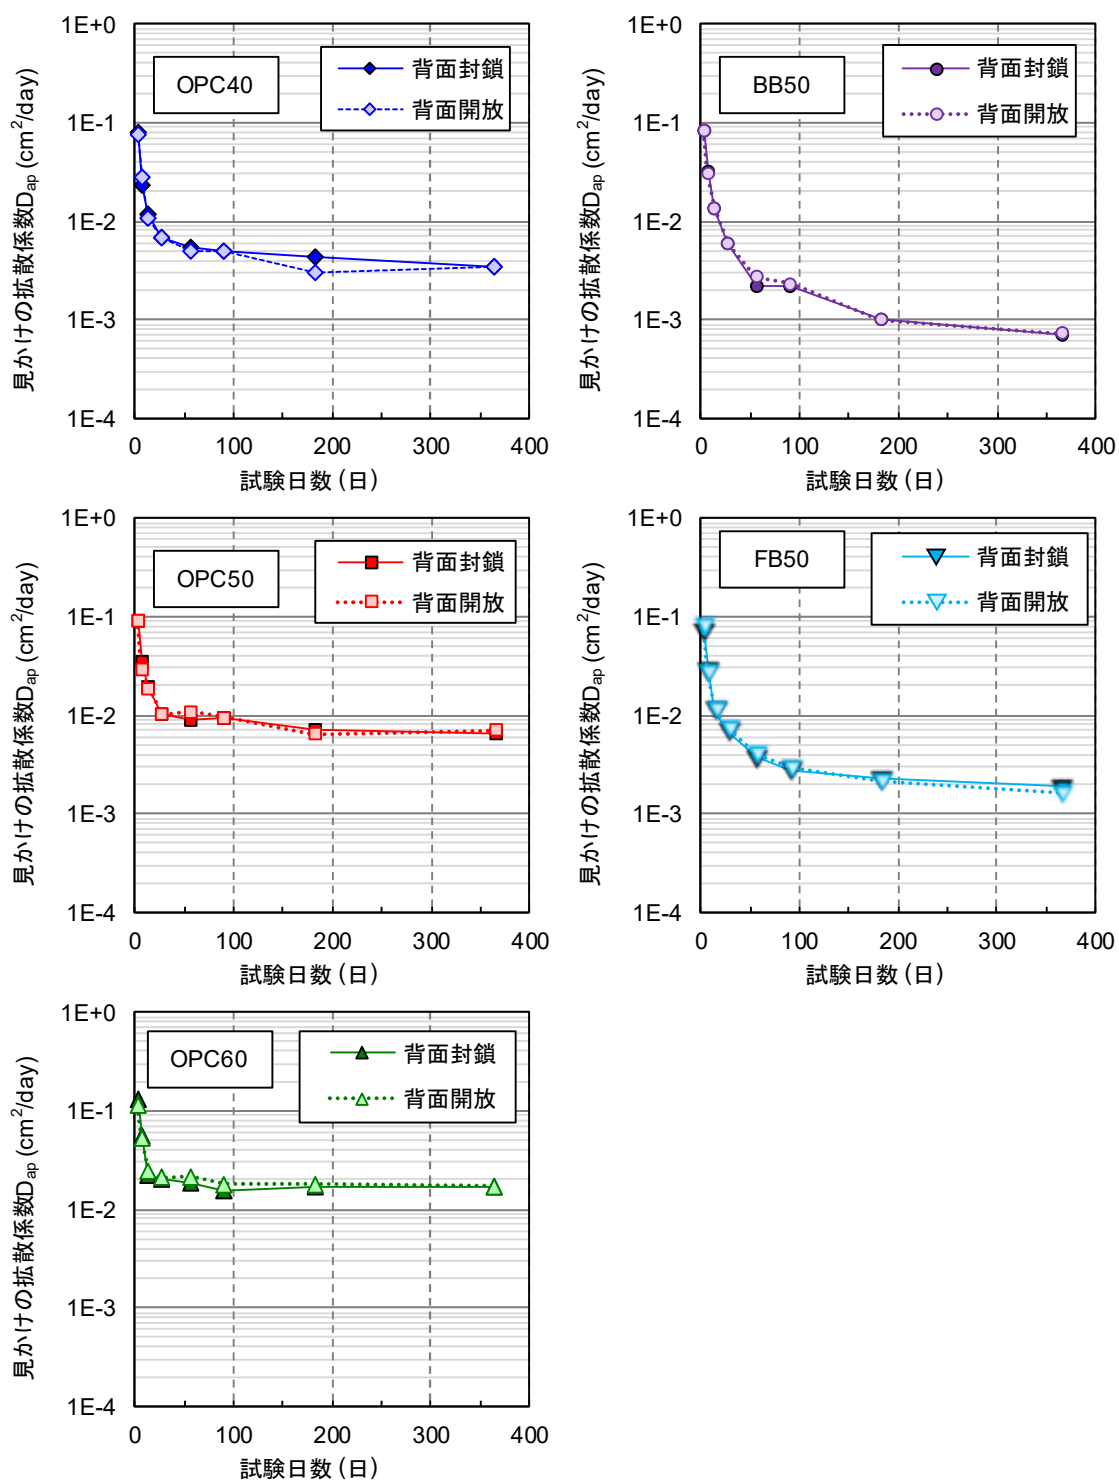 1E+0
1E-1
1E-2
1E-3
1E-4
見かけの拡散係数Dap (cm²/day)
OPC40
背面封鎖
背面開放
0 100 200 300 400
試験日数 (日)
1E+0
1E-1
1E-2
1E-3
1E-4
見かけの拡散係数Dap (cm²/day)
BB50
背面封鎖
背面開放
0 100 200 300 400
試験日数 (日)
1E+0
1E-1
1E-2
1E-3
1E-4
見かけの拡散係数Dap (cm²/day)
OPC50
背面封鎖
背面開放
0 100 200 300 400
試験日数 (日)
1E+0
1E-1
1E-2
1E-3
1E-4
見かけの拡散係数Dap (cm²/day)
FB50
背面封鎖
背面開放
0 100 200 300 400
試験日数 (日)
1E+0
1E-1
1E-2
1E-3
1E-4
見かけの拡散係数Dap (cm²/day)
OPC60
背面封鎖
背面開放
0 100 200 300 400
試験日数 (日)